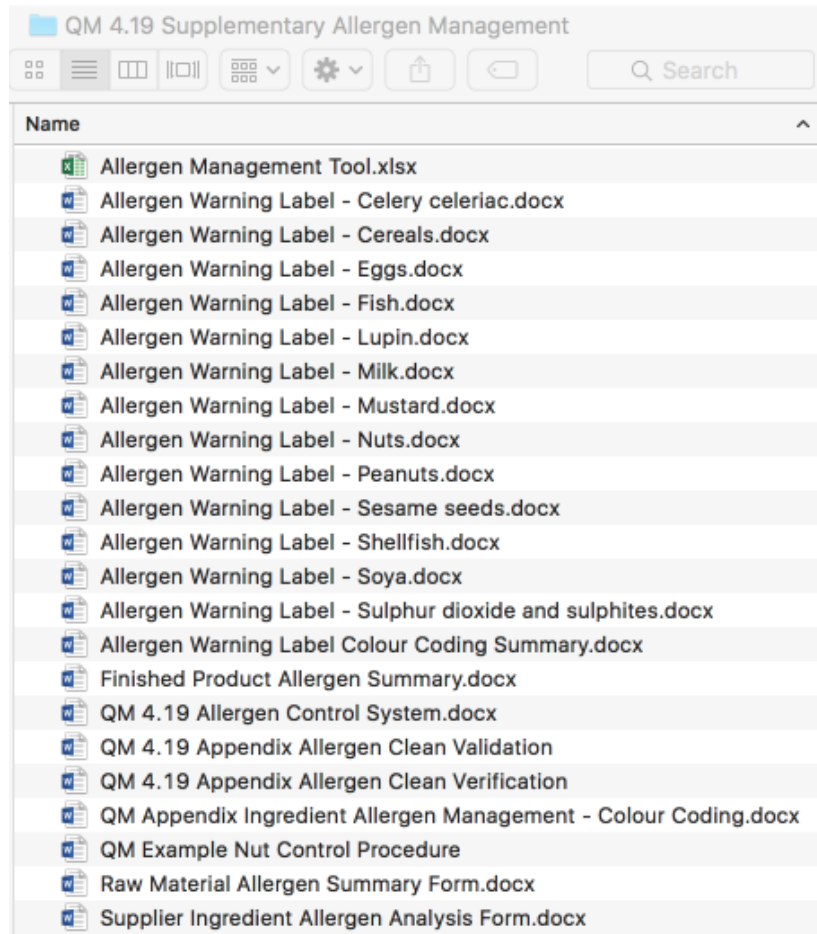 QM 4.19 Supplementary Allergen Management
Search
Name
Allergen Management Tool.xlsx
Allergen Warning Label - Celery celeriac.docx
Allergen Warning Label - Cereals.docx
Allergen Warning Label - Eggs.docx
Allergen Warning Label - Fish.docx
Allergen Warning Label - Lupin.docx
Allergen Warning Label - Milk.docx
Allergen Warning Label - Mustard.docx
Allergen Warning Label - Nuts.docx
Allergen Warning Label - Peanuts.docx
Allergen Warning Label - Sesame seeds.docx
Allergen Warning Label - Shellfish.docx
Allergen Warning Label - Soya.docx
Allergen Warning Label - Sulphur dioxide and sulphites.docx
Allergen Warning Label Colour Coding Summary.docx
Finished Product Allergen Summary.docx
QM 4.19 Allergen Control System.docx
QM 4.19 Appendix Allergen Clean Validation
QM 4.19 Appendix Allergen Clean Verification
QM Appendix Ingredient Allergen Management - Colour Coding.docx
QM Example Nut Control Procedure
Raw Material Allergen Summary Form.docx
Supplier Ingredient Allergen Analysis Form.docx